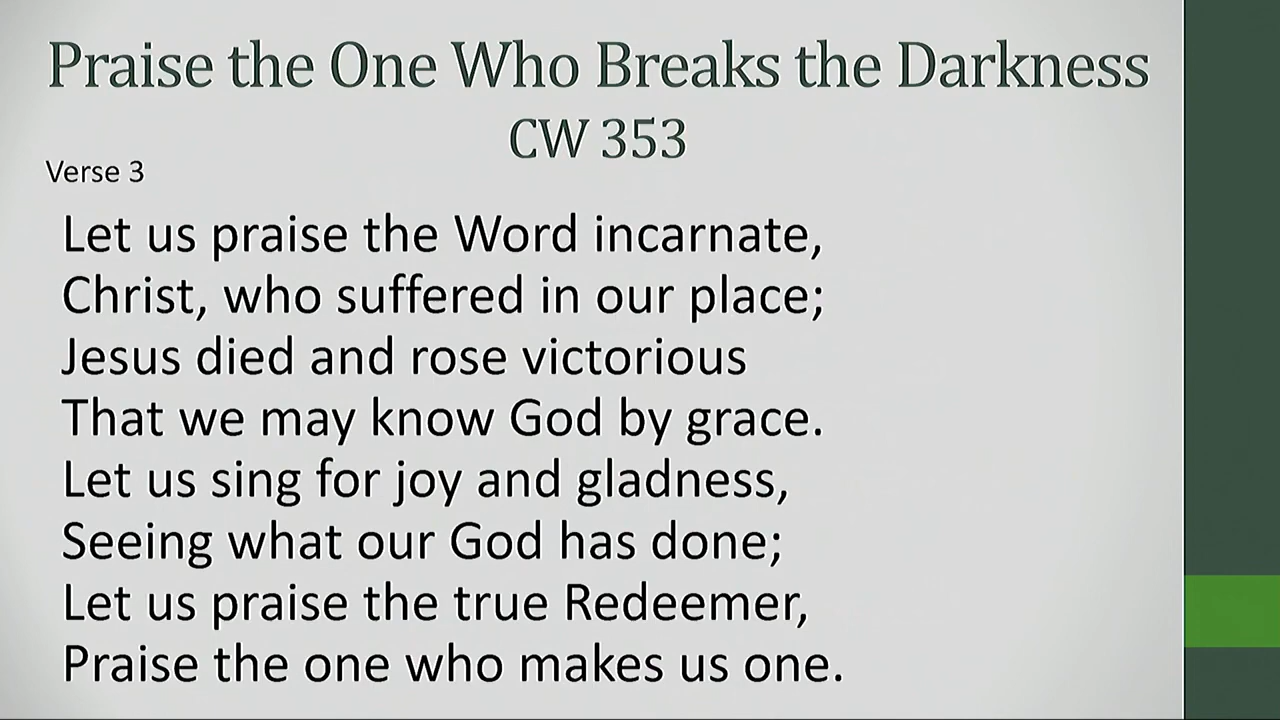 Praise the One Who Breaks the Darkness
CW 353
Verse 3
Let us praise the Word incarnate,
Christ, who suffered in our place;
Jesus died and rose victorious
That we may know God by grace.
Let us sing for joy and gladness,
Seeing what our God has done;
Let us praise the true Redeemer,
Praise the one who makes us one.